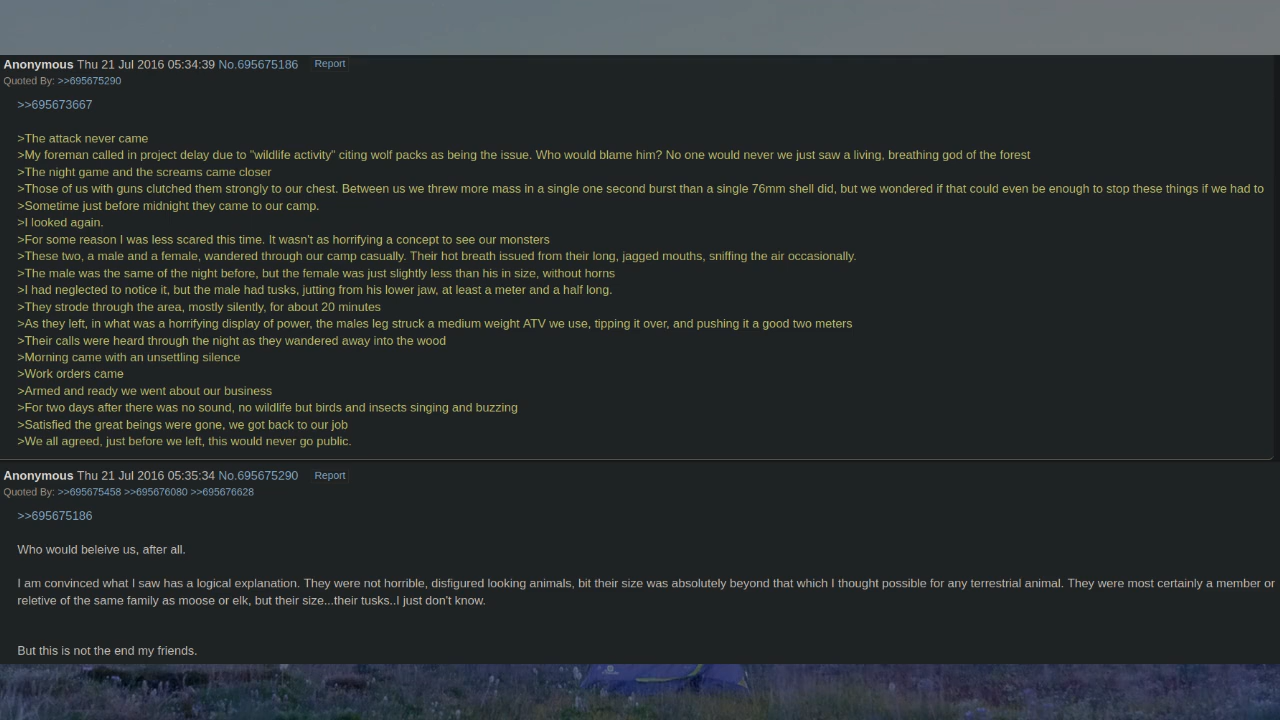 Anonymous Thu 21 Jul 2016 05:34:39 No.695675186 Report
Quoted By: >>695675290
>>695673667
>The attack never came
>My foreman called in project delay due to "wildlife activity" citing wolf packs as being the issue. Who would blame him? No one would never we just saw a living, breathing god of the forest
>The night game and the screams came closer
>Those of us with guns clutched them strongly to our chest. Between us we threw more mass in a single one second burst than a single 76mm shell did, but we wondered if that could even be enough to stop these things if we had to
>Sometime just before midnight they came to our camp.
>I looked again.
>For some reason I was less scared this time. It wasn't as horrifying a concept to see our monsters
>These two, a male and a female, wandered through our camp casually. Their hot breath issued from their long, jagged mouths, sniffing the air occasionally.
>The male was the same of the night before, but the female was just slightly less than his in size, without horns
>I had neglected to notice it, but the male had tusks, jutting from his lower jaw, at least a meter and a half long.
>They strode through the area, mostly silently, for about 20 minutes
>As they left, in what was a horrifying display of power, the males leg struck a medium weight ATV we use, tipping it over, and pushing it a good two meters
>Their calls were heard through the night as they wandered away into the wood
>Morning came with an unsettling silence
>Work orders came
>Armed and ready we went about our business
>For two days after there was no sound, no wildlife but birds and insects singing and buzzing
>Satisfied the great beings were gone, we got back to our job
>We all agreed, just before we left, this would never go public.
Anonymous Thu 21 Jul 2016 05:35:34 No.695675290 Report
Quoted By: >>695675458 >>695676080 >>695676628
>>695675186
Who would beleive us, after all.
I am convinced what I saw has a logical explanation. They were not horrible, disfigured looking animals, bit their size was absolutely beyond that which I thought possible for any terrestrial animal. They were most certainly a member or
reletive of the same family as moose or elk, but their size...their tusks..I just don't know.
But this is not the end my friends.